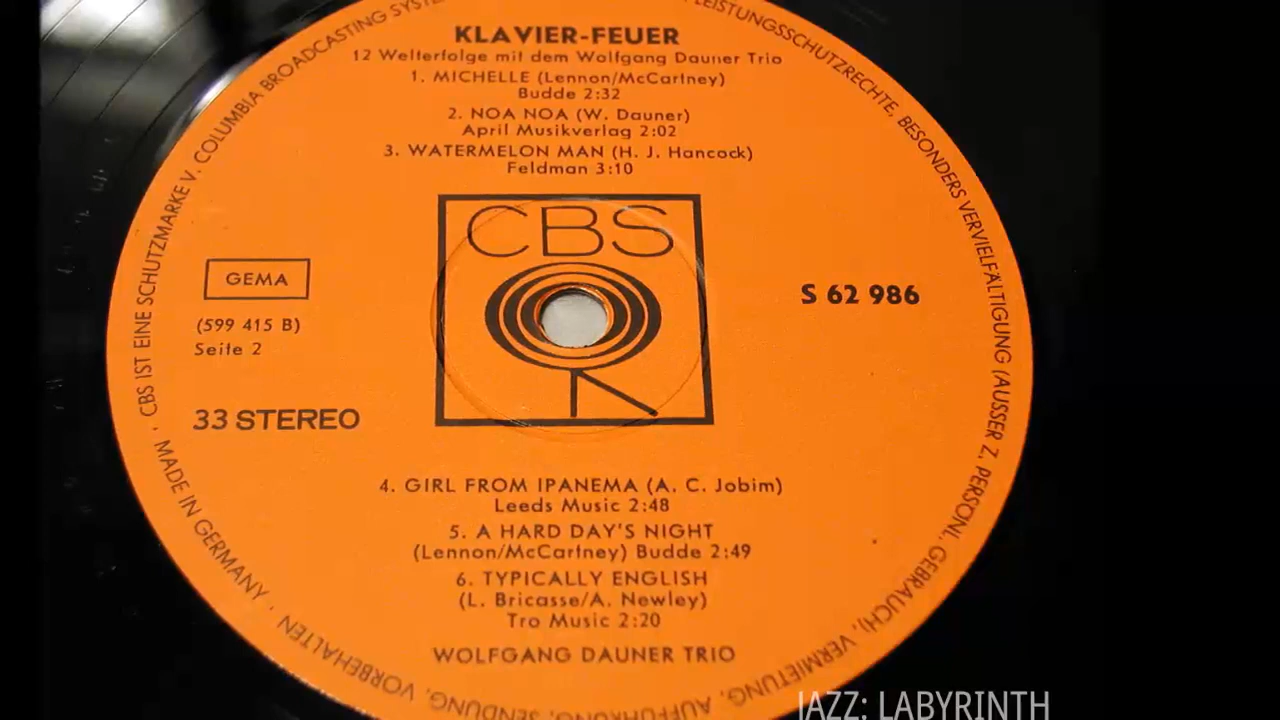 KLAVIER-FEUER
12 Welterfolge mit dem Wolfgang Dauner Trio
1. MICHELLE (Lennon/McCartney)
Budde 2:32
2. NOA NOA (W. Dauner)
April Musikverlag 2:02
3. WATERMELON MAN (H. J. Hancock)
Feldman 3:10
CBS
GEMA
(599 415 B)
Seite 2
33 STEREO
S 62 986
4. GIRL FROM IPANEMA (A. C. Jobim)
Leeds Music 2:48
5. A HARD DAY'S NIGHT
(Lennon/McCartney) Budde 2:49
6. TYPICALLY ENGLISH
(L. Bricasse/A. Newley)
Tro Music 2:20
WOLFGANG DAUNER TRIO
· MADE IN GERMANY · CBS IST EINE SCHUTZMARKE V. COLUMBIA BROADCASTING
LEISTUNGSSCHUTZRECHTE, BESONDERS VERVIELFÄLTIGUNG (AUSSER Z. PERSÖNL. GEBRAUCH), VERMIETUNG, AUFFÜHRUNG, SENDUNG, VORBEHALTEN
JAZZ: LABYRINTH